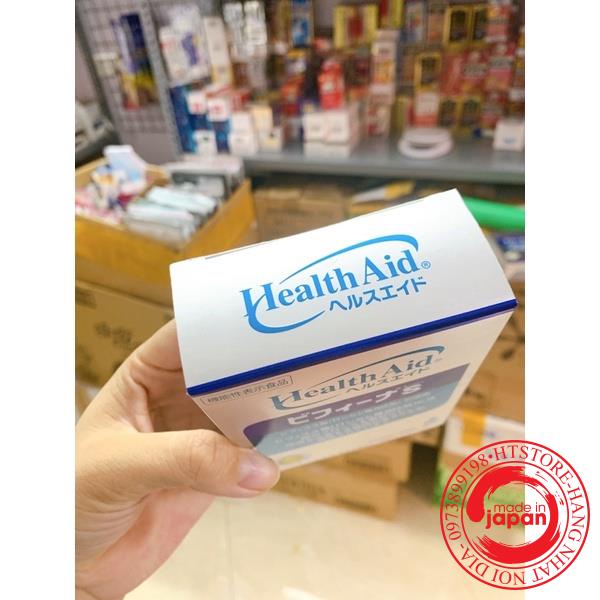 Health Aid®
ヘルスエイド
機能性表示食品
Health Aid®
ヘルスエイド
ビフィーナS
0973899198•HTSTORE-HANG NHAT NOI DIA-
made in
japan